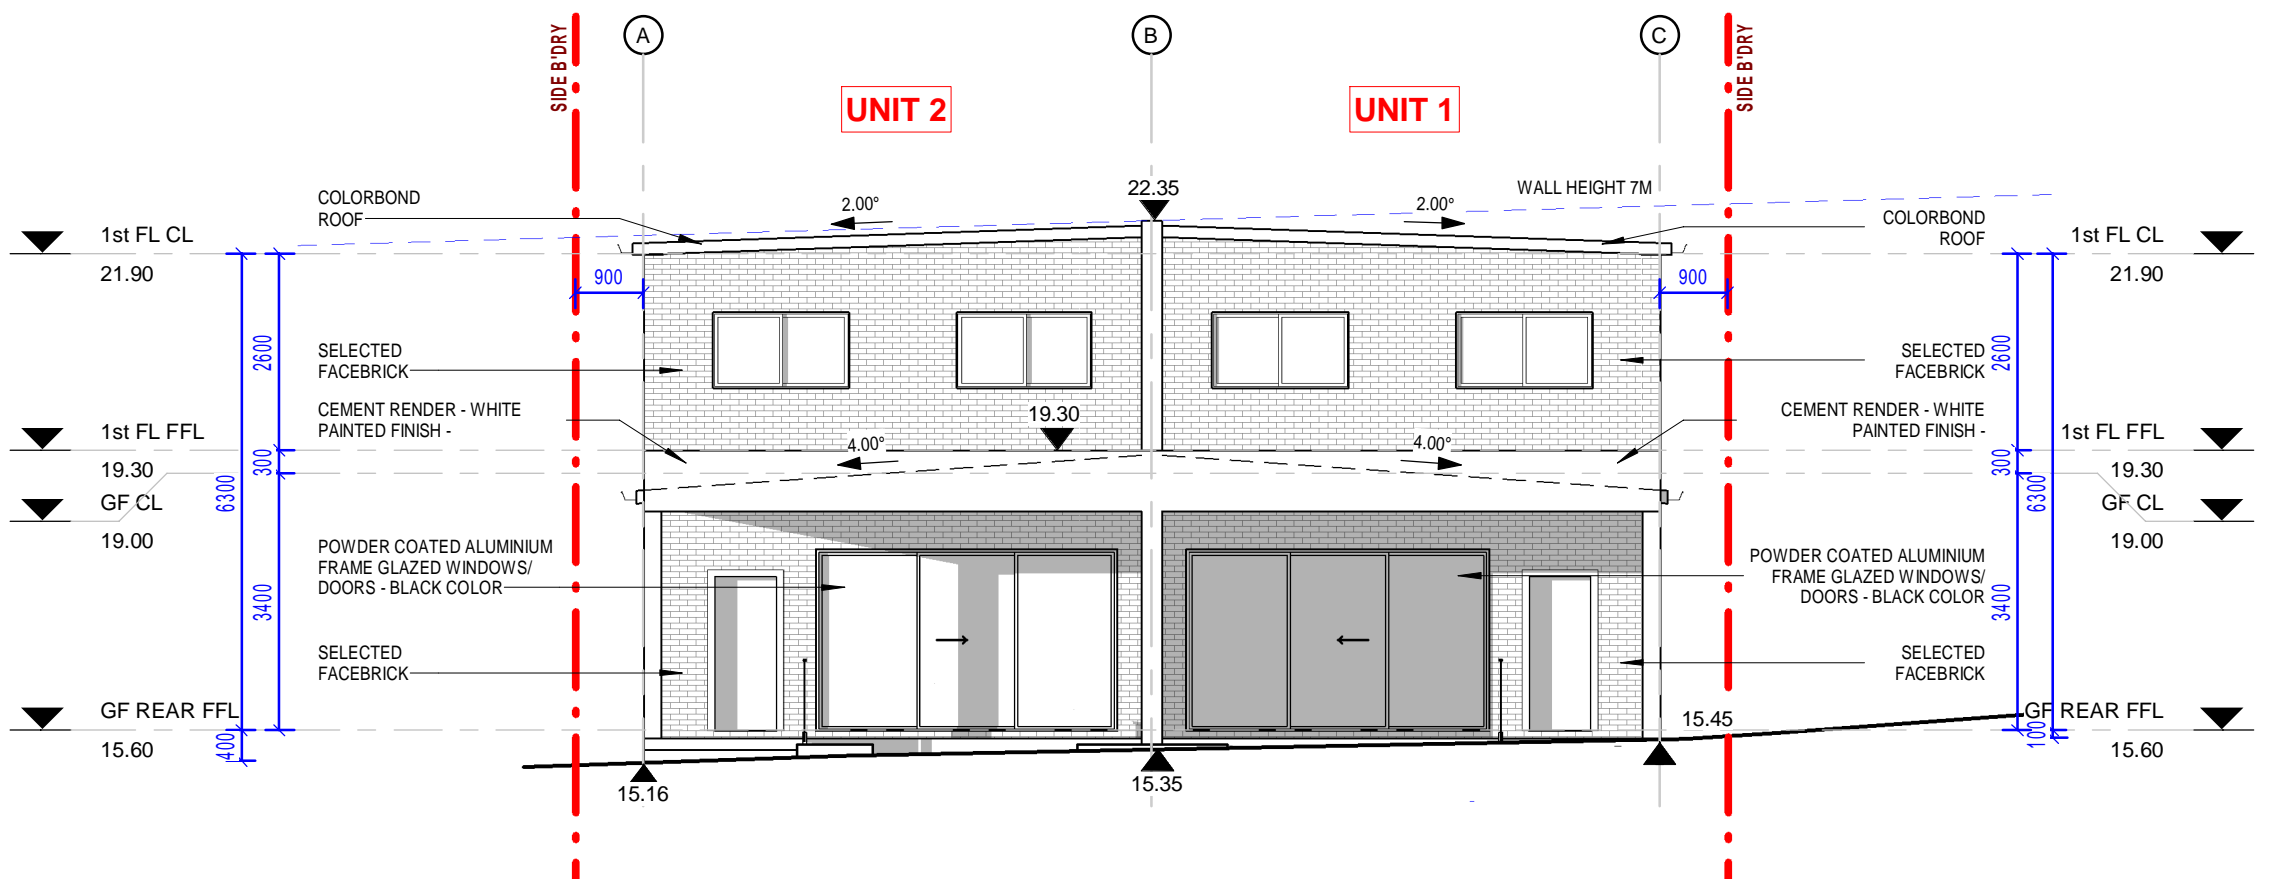 SIDE B'DRY
A
B
C
SIDE B'DRY
UNIT 2
UNIT 1
22.35
WALL HEIGHT 7M
2.00°
2.00°
COLORBOND
ROOF
COLORBOND
ROOF
1st FL CL
21.90
1st FL CL
21.90
900
900
2600
2600
SELECTED
FACEBRICK
SELECTED
FACEBRICK
CEMENT RENDER - WHITE
PAINTED FINISH -
19.30
CEMENT RENDER - WHITE
PAINTED FINISH -
1st FL FFL
19.30
4.00°
4.00°
1st FL FFL
19.30
300
300
6300
6300
GF CL
19.00
GF CL
19.00
POWDER COATED ALUMINIUM
FRAME GLAZED WINDOWS/
DOORS - BLACK COLOR
POWDER COATED ALUMINIUM
FRAME GLAZED WINDOWS/
DOORS - BLACK COLOR
3400
3400
SELECTED
FACEBRICK
SELECTED
FACEBRICK
GF REAR FFL
15.60
15.45
GF REAR FFL
15.60
400
100
15.16
15.35